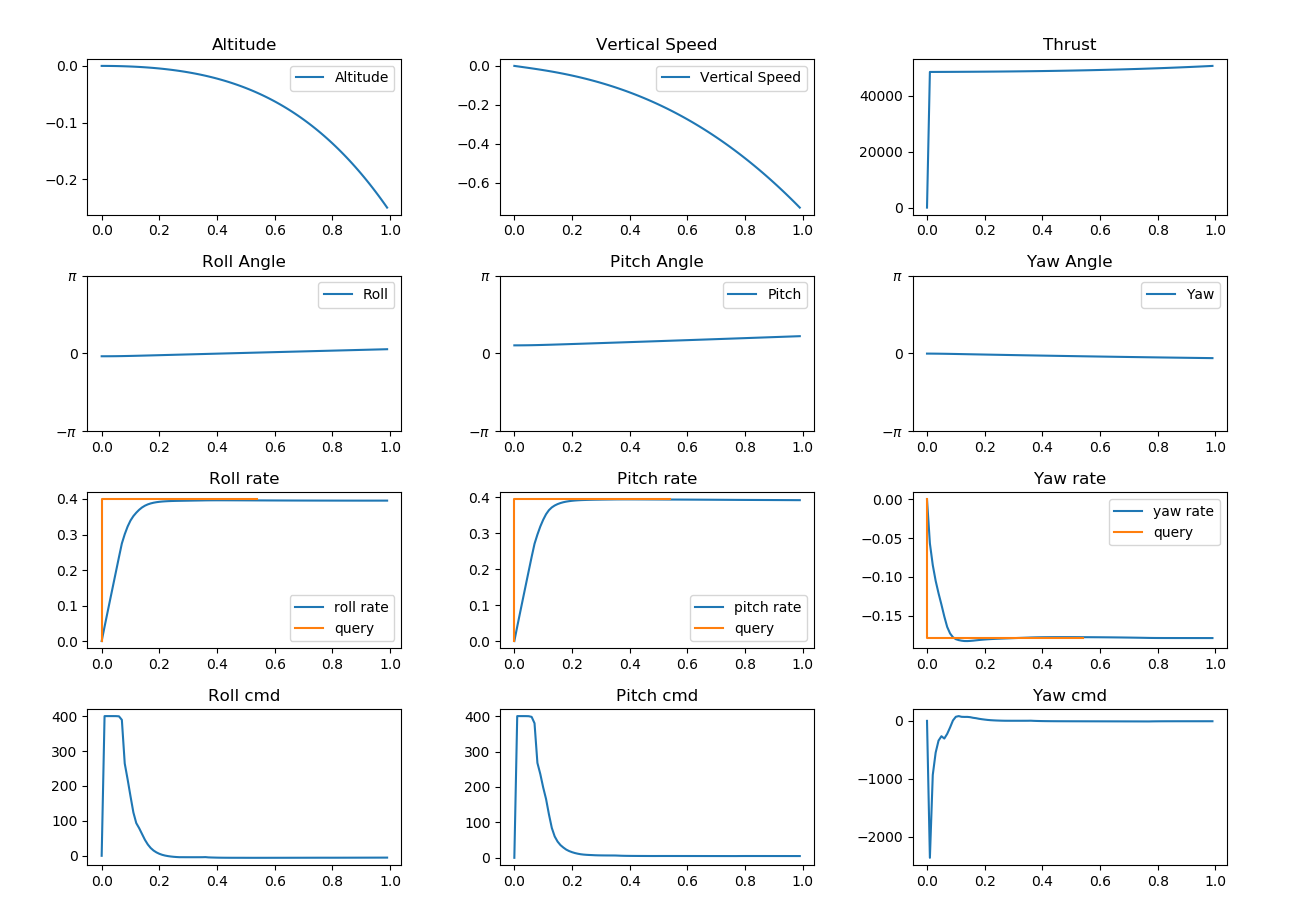 Altitude
Vertical Speed
Thrust
Altitude
Vertical Speed
0.0
−0.1
−0.2
0.0
−0.2
−0.4
−0.6
40000
20000
0
0.0 0.2 0.4 0.6 0.8 1.0
0.0 0.2 0.4 0.6 0.8 1.0
0.0 0.2 0.4 0.6 0.8 1.0
Roll Angle
Pitch Angle
Yaw Angle
Roll
Pitch
Yaw
π
0
−π
π
0
−π
π
0
−π
0.0 0.2 0.4 0.6 0.8 1.0
0.0 0.2 0.4 0.6 0.8 1.0
0.0 0.2 0.4 0.6 0.8 1.0
Roll rate
Pitch rate
Yaw rate
0.4
0.3
0.2
0.1
0.0
roll rate
query
0.4
0.3
0.2
0.1
0.0
pitch rate
query
0.00
−0.05
−0.10
−0.15
yaw rate
query
0.0 0.2 0.4 0.6 0.8 1.0
0.0 0.2 0.4 0.6 0.8 1.0
0.0 0.2 0.4 0.6 0.8 1.0
Roll cmd
Pitch cmd
Yaw cmd
400
300
200
100
0
400
300
200
100
0
0
−1000
−2000
0.0 0.2 0.4 0.6 0.8 1.0
0.0 0.2 0.4 0.6 0.8 1.0
0.0 0.2 0.4 0.6 0.8 1.0